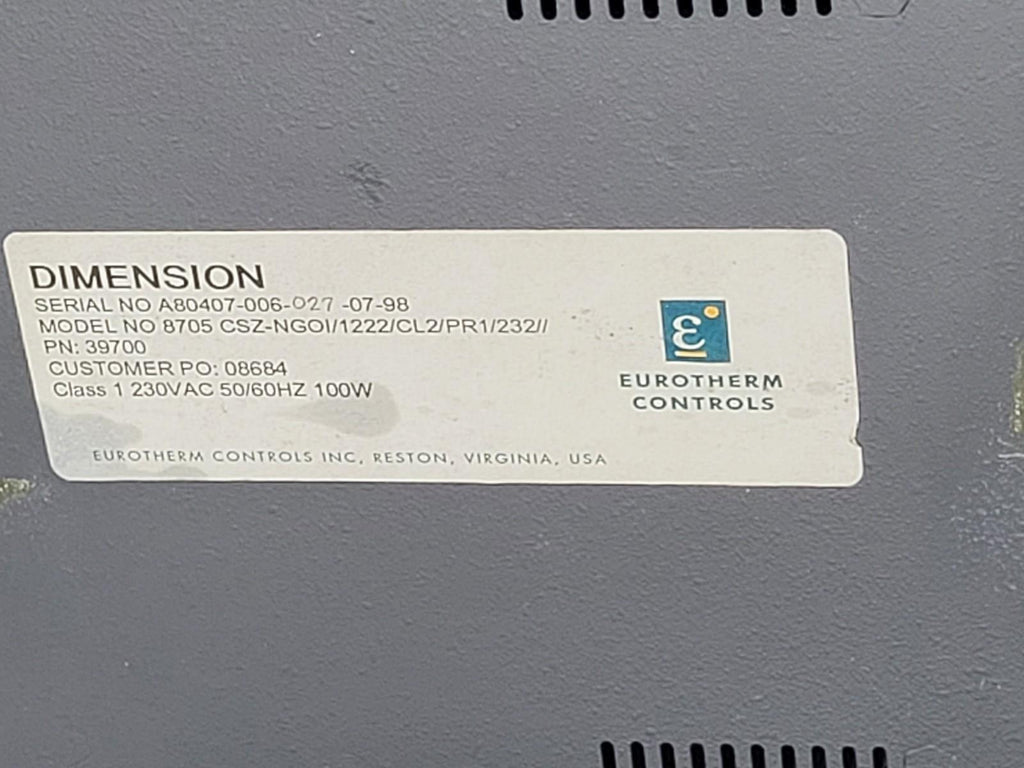 DIMENSION
SERIAL NO A80407-006-027 -07-98
MODEL NO 8705 CSZ-NGOI/1222/CL2/PR1/232//
PN: 39700
CUSTOMER PO: 08684
Class 1 230VAC 50/60HZ 100W
ε
EUROTHERM
CONTROLS
EUROTHERM CONTROLS INC, RESTON, VIRGINIA, USA